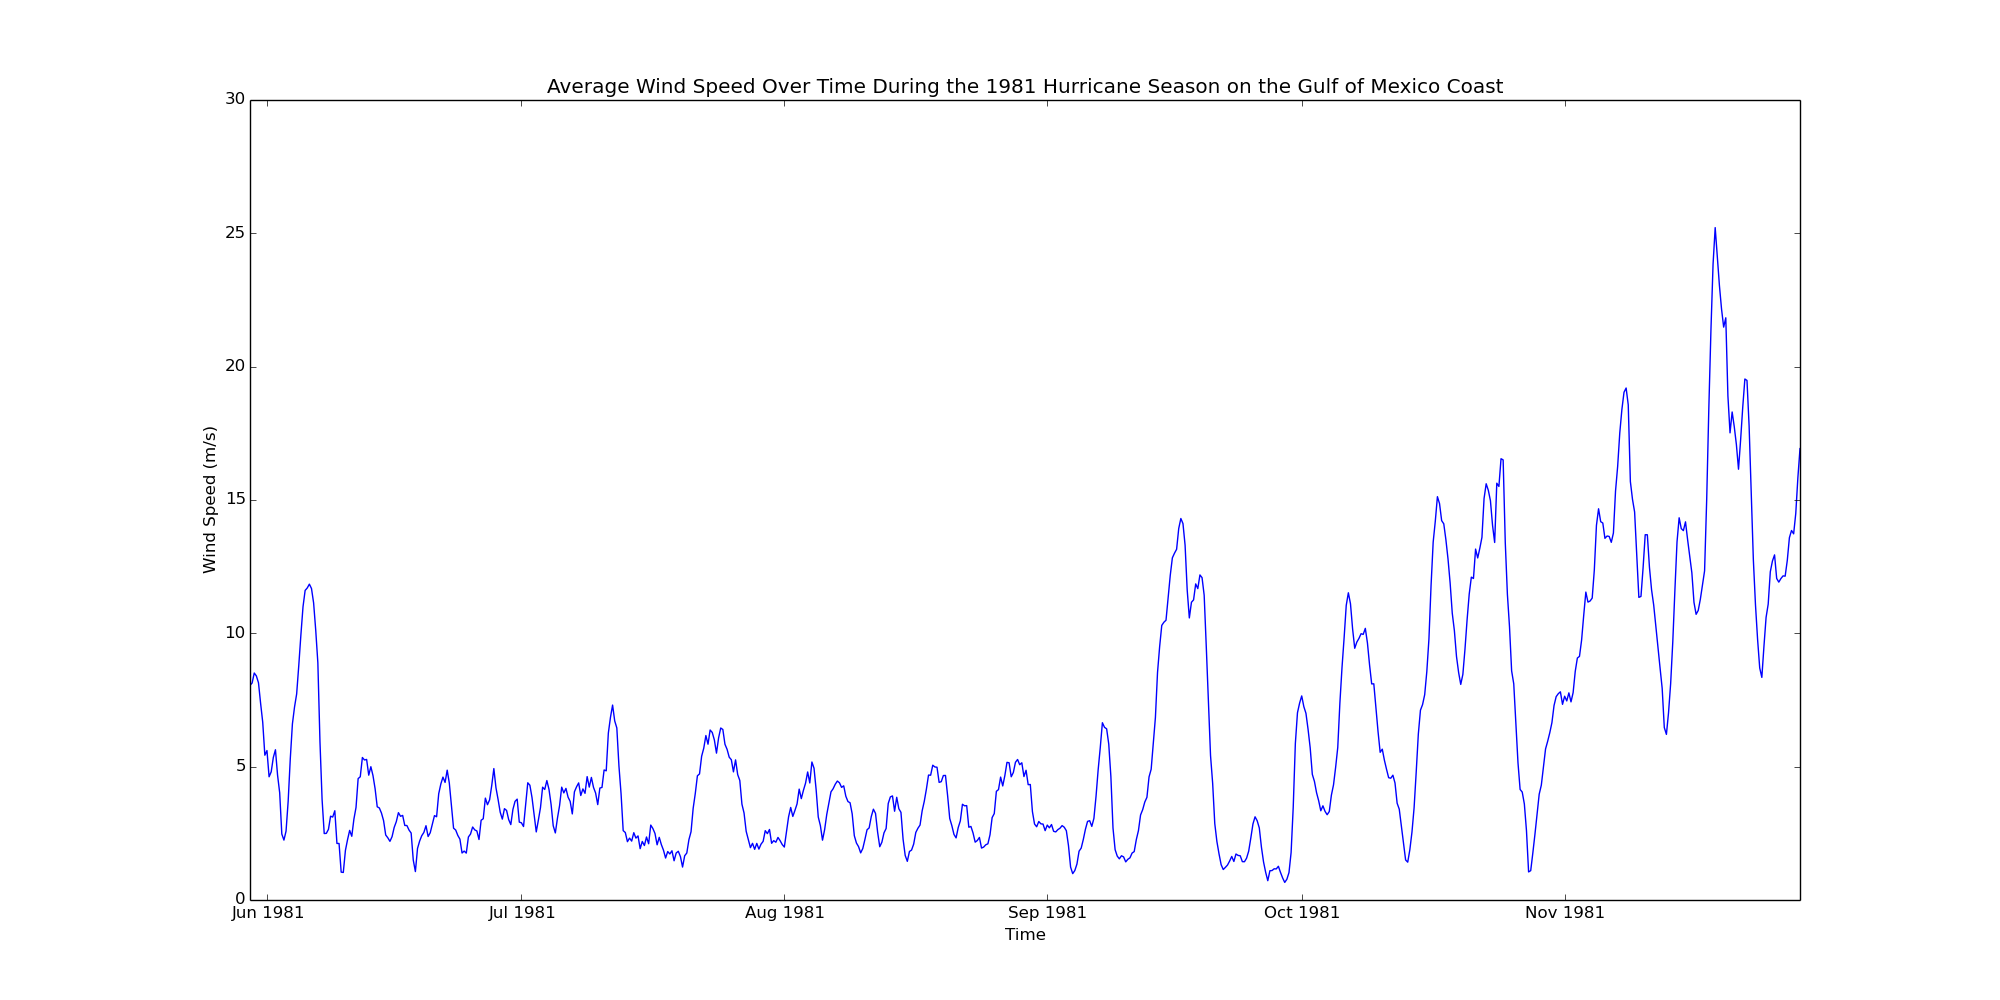 Average Wind Speed Over Time During the 1981 Hurricane Season on the Gulf of Mexico Coast
30
25
20
15
10
5
0
Wind Speed (m/s)
Jun 1981 Jul 1981 Aug 1981 Sep 1981 Oct 1981 Nov 1981
Time